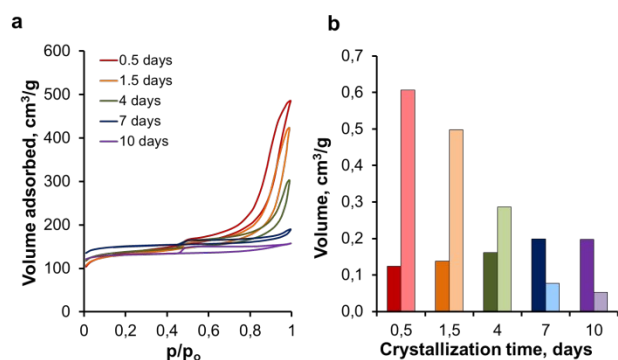 a
Volume adsorbed, cm³/g
600
500
400
300
200
100
0
0.5 days
1.5 days
4 days
7 days
10 days
0
0,2
0,4
0,6
0,8
1
p/pₒ
b
Volume, cm³/g
0,7
0,6
0,5
0,4
0,3
0,2
0,1
0,0
0,5
1,5
4
7
10
Crystallization time, days